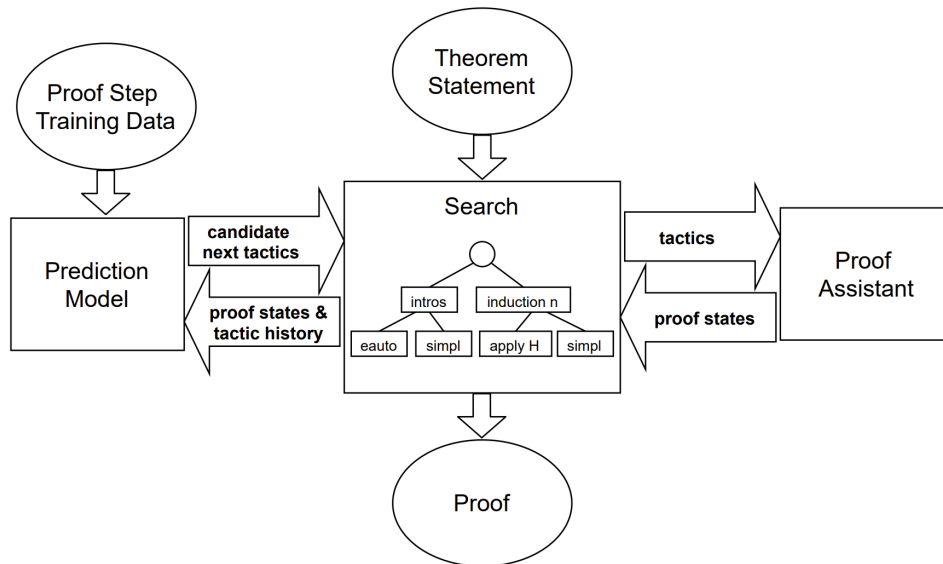 Proof Step
Training Data
Theorem
Statement
Prediction
Model
candidate
next tactics
proof states &
tactic history
Search
intros
induction n
eauto
simpl
apply H
simpl
tactics
proof states
Proof
Assistant
Proof